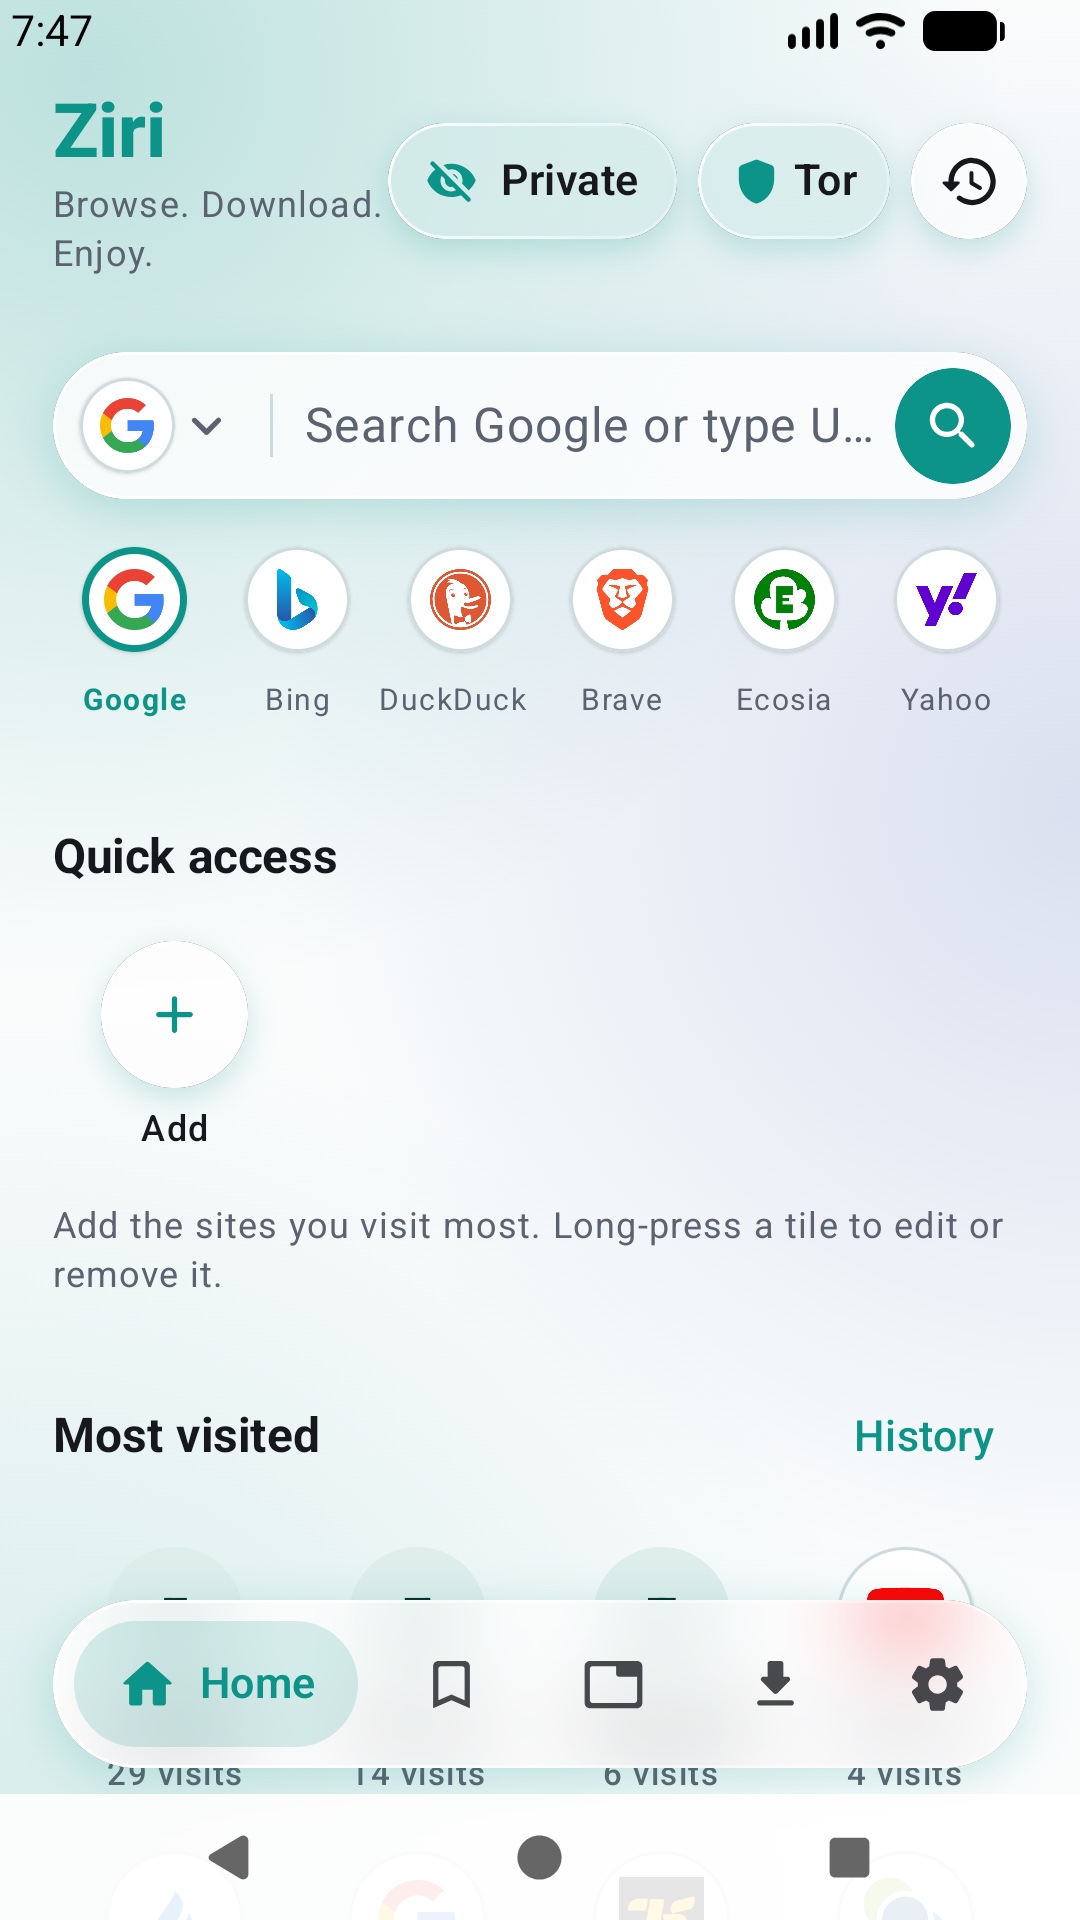 7:47
Ziri
Browse. Download.
Enjoy.
Private
Tor
Search Google or type U...
Google
Bing
DuckDuck
Brave
Ecosia
Yahoo
Quick access
Add
Add the sites you visit most. Long-press a tile to edit or
remove it.
Most visited
History
Home
29 visits
14 visits
6 visits
4 visits